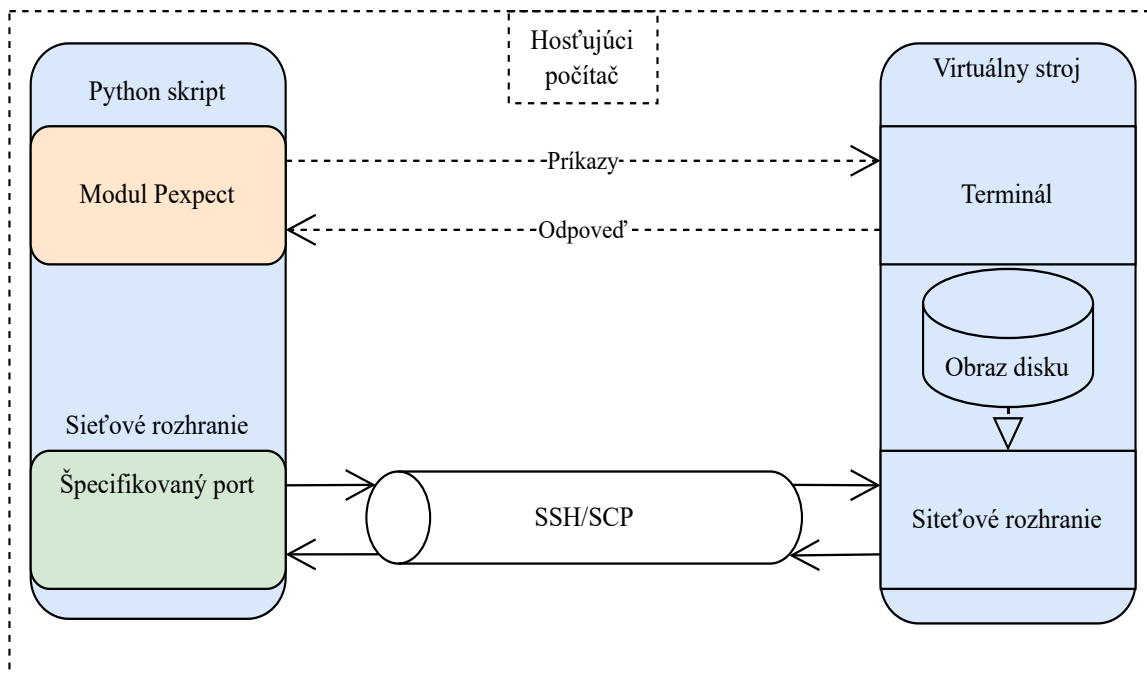 Hosťujúci
počítač
Python skript
Virtuálny stroj
Modul Pexpect
Príkazy
Terminál
Odpoveď
Obraz disku
Sieťové rozhranie
Špecifikovaný port
SSH/SCP
Siteťové rozhranie